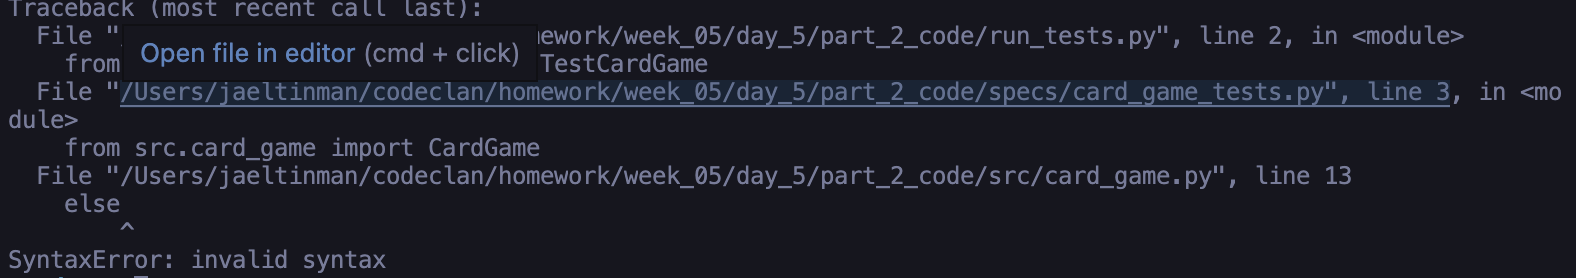 Traceback (most recent call last):
File " homework/week_05/day_5/part_2_code/run_tests.py", line 2, in <module>
Open file in editor (cmd + click)
from TestCardGame
File "/Users/jaeltinman/codeclan/homework/week_05/day_5/part_2_code/specs/card_game_tests.py", line 3, in <mo
dule>
from src.card_game import CardGame
File "/Users/jaeltinman/codeclan/homework/week_05/day_5/part_2_code/src/card_game.py", line 13
else
^
SyntaxError: invalid syntax